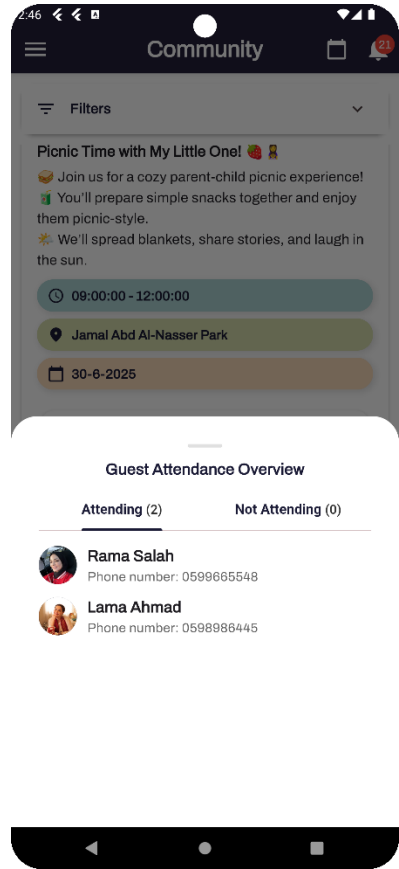 2:46
21
Community
Filters
Picnic Time with My Little One! 🍓 👩‍👧
🥪 Join us for a cozy parent-child picnic experience!
🧃 You'll prepare simple snacks together and enjoy
them picnic-style.
🌤️ We'll spread blankets, share stories, and laugh in
the sun.
09:00:00 - 12:00:00
Jamal Abd Al-Nasser Park
30-6-2025
Guest Attendance Overview
Attending (2)
Not Attending (0)
Rama Salah
Phone number: 0599665548
Lama Ahmad
Phone number: 0598986445